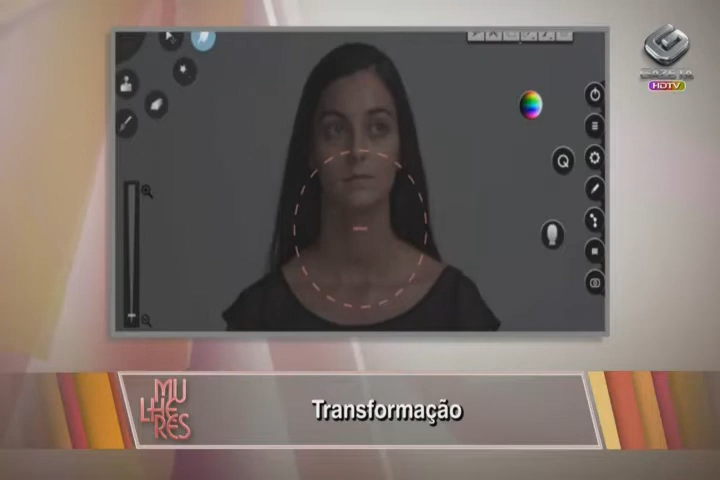 GAZETA
HDTV
MU
LHE
RES
Transformação